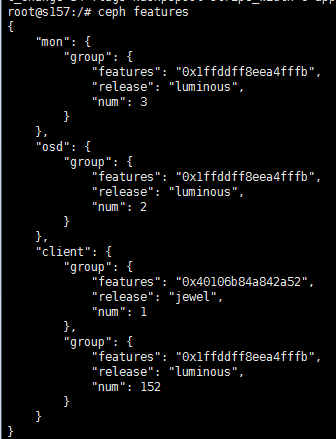 root@s157:/# ceph features
{
    "mon": {
        "group": {
            "features": "0x1ffddff8eea4fffb",
            "release": "luminous",
            "num": 3
        }
    },
    "osd": {
        "group": {
            "features": "0x1ffddff8eea4fffb",
            "release": "luminous",
            "num": 2
        }
    },
    "client": {
        "group": {
            "features": "0x40106b84a842a52",
            "release": "jewel",
            "num": 1
        },
        "group": {
            "features": "0x1ffddff8eea4fffb",
            "release": "luminous",
            "num": 152
        }
    }
}